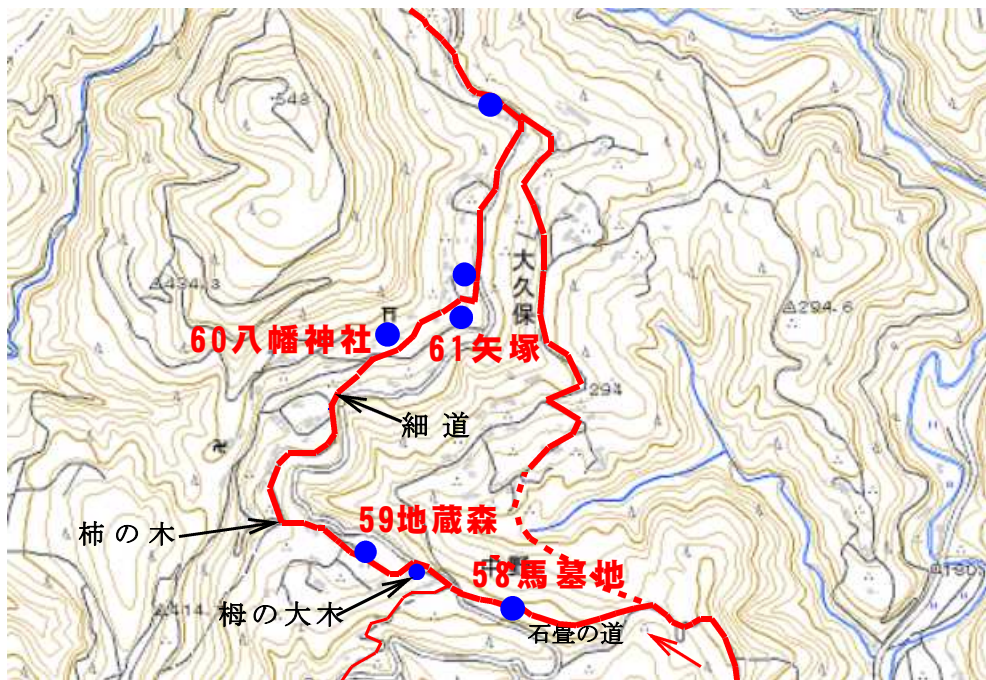 548
434.3
大久保
294.6
60八幡神社
61矢塚
294
細道
59地蔵森
柿の木
58馬墓地
414
栂の大木
石畳の道